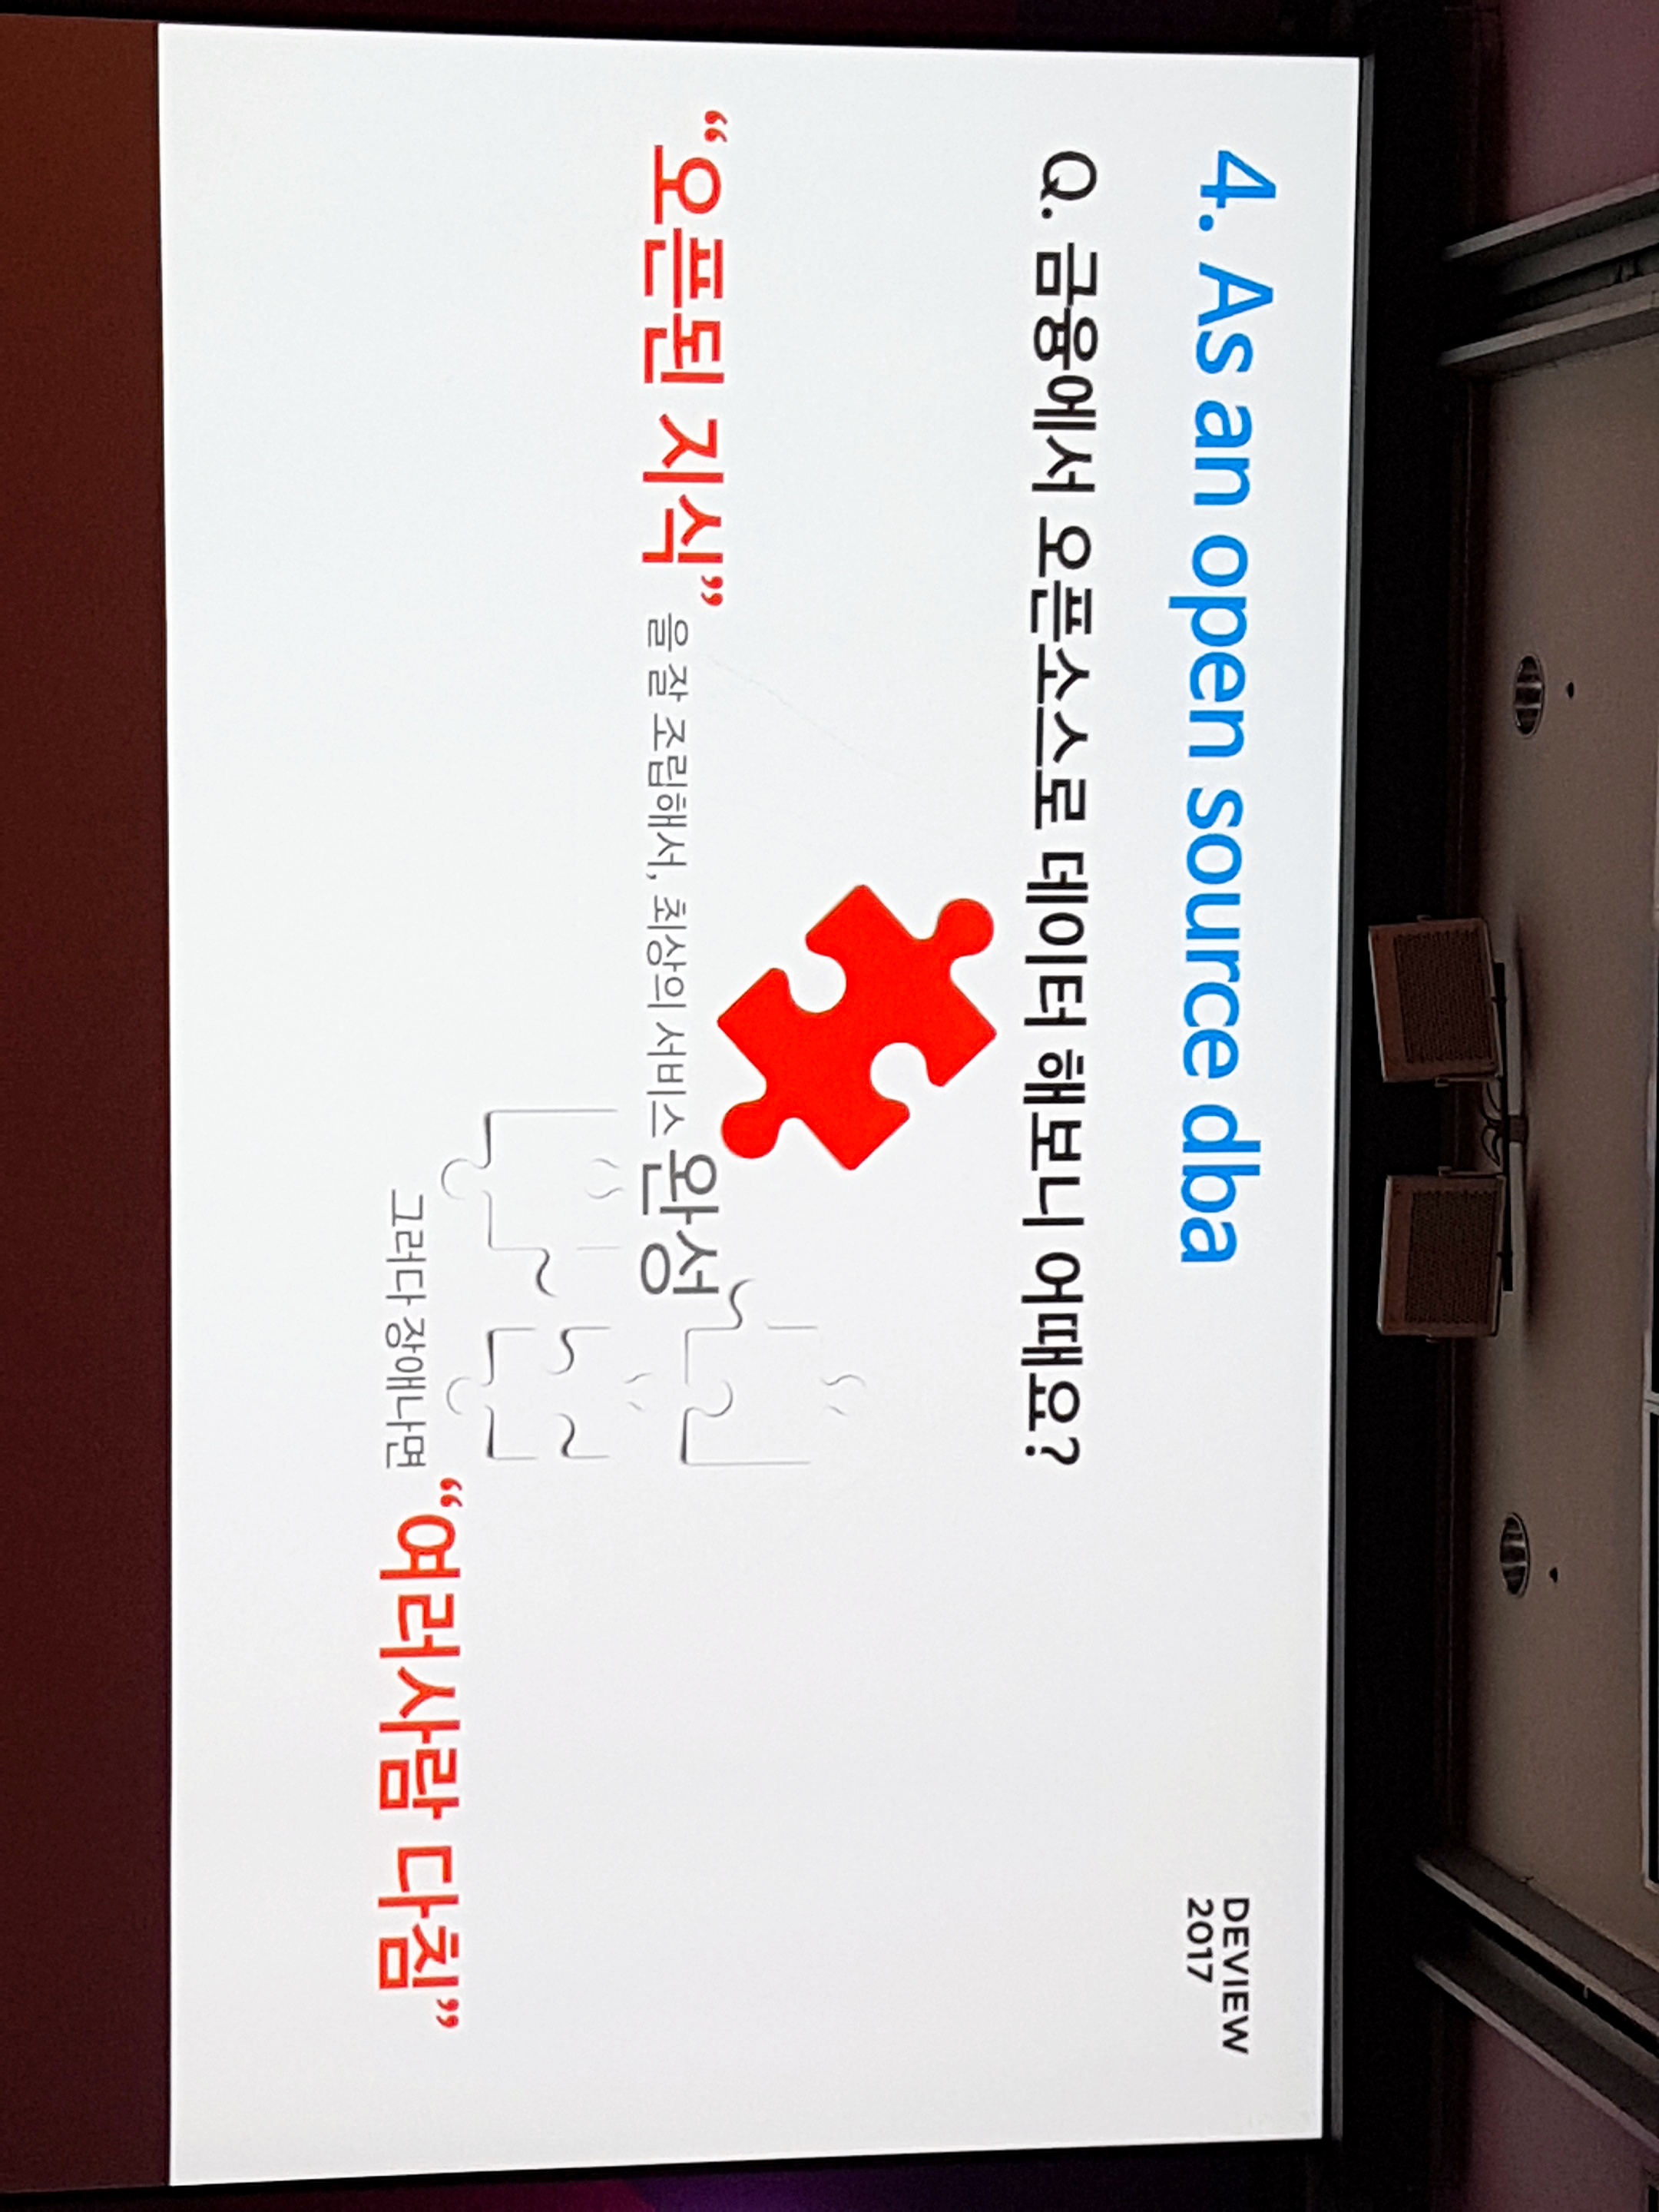 4. As an open source dba
DEVIEW
2017
Q. 금융에서 오픈소스로 데이터 해보니 어때요?
“오픈된 지식”을 잘 조립해서, 최상의 서비스 완성
그러다 장애나면 “여러사람 다침”